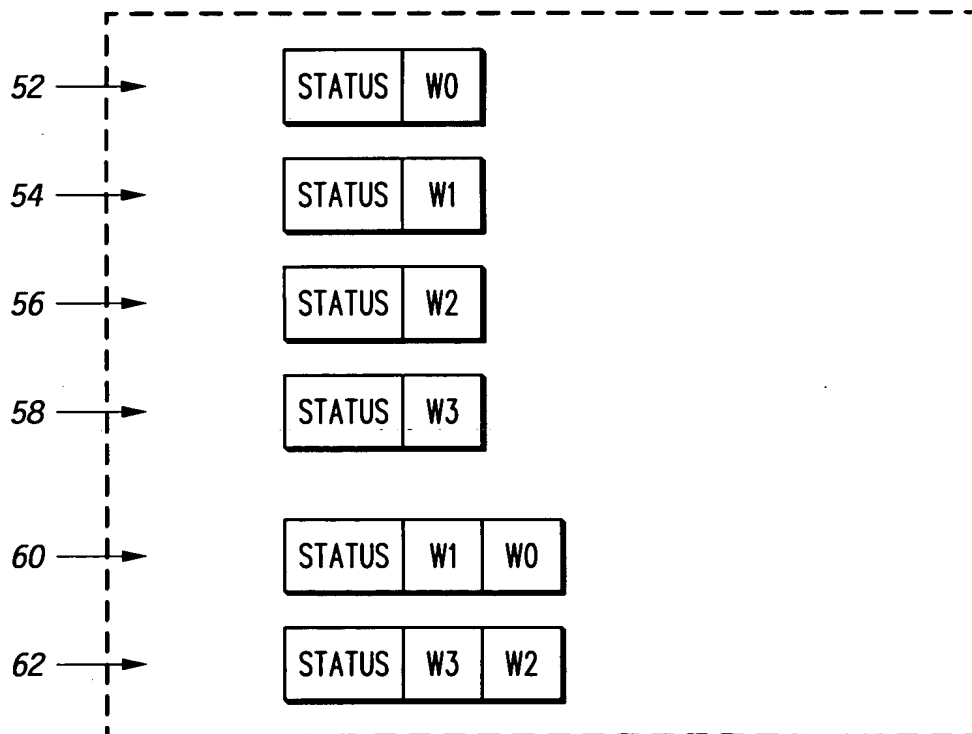 52 STATUS W0
54 STATUS W1
56 STATUS W2
58 STATUS W3
60 STATUS W1 W0
62 STATUS W3 W2